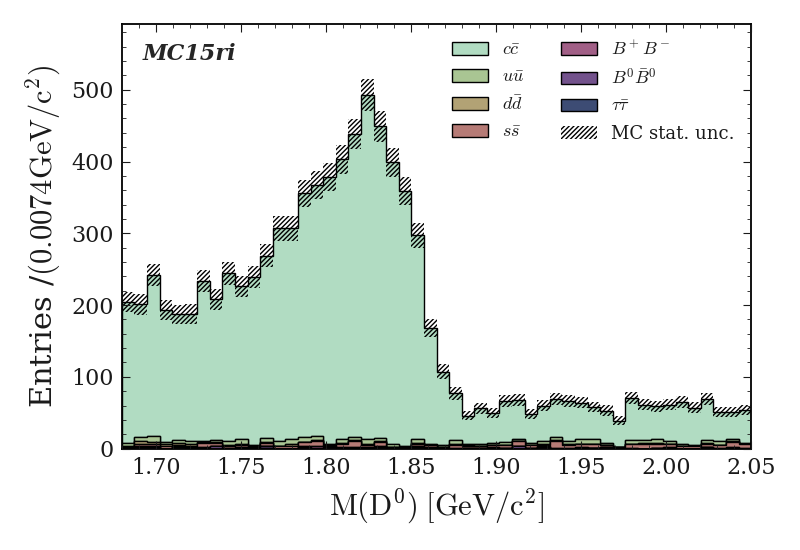 MC15ri
cc̄
uū
dd̄
ss̄
B⁺B⁻
B⁰B̄⁰
ττ̄
MC stat. unc.
Entries /(0.0074GeV/c²)
500
400
300
200
100
0
1.70 1.75 1.80 1.85 1.90 1.95 2.00 2.05
M(D⁰) [GeV/c²]